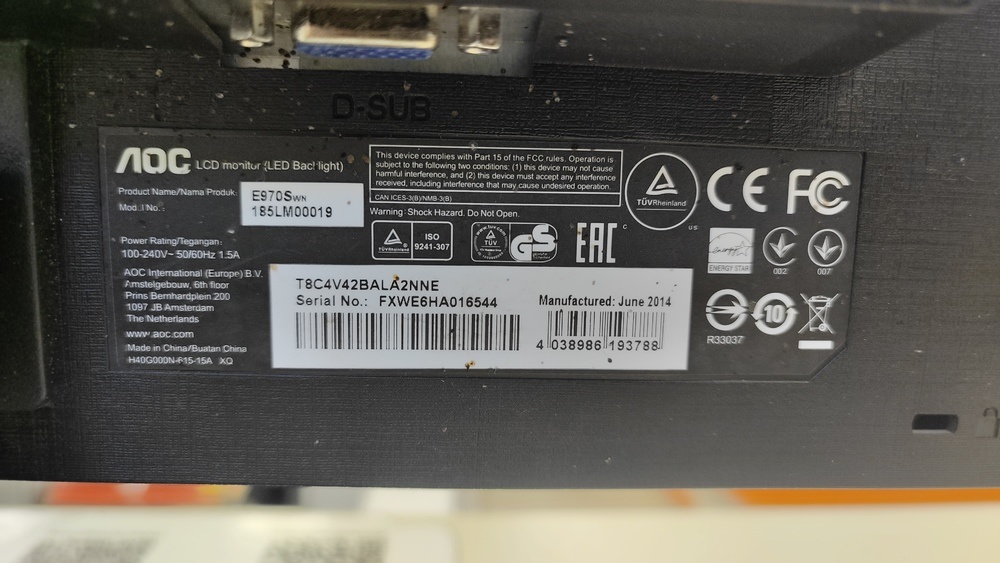 D-SUB
AOC LCD monitor (LED Backlight)
Product Name/Nama Produk:
E970SWN
Model No.:
185LM00019
Power Rating/Tegangan:
100-240V~ 50/60Hz 1.5A
AOC International (Europe) B.V.
Amstelgebouw, 6th floor
Prins Bernhardplein 200
1097 JB Amsterdam
The Netherlands
www.aoc.com
Made in China/Buatan China
H40G000N-615-15A XQ
This device complies with Part 15 of the FCC rules. Operation is
subject to the following two conditions: (1) this device may not cause
harmful interference, and (2) this device must accept any interference
received, including interference that may cause undesired operation.
CAN ICES-3(B)/NMB-3(B)
Warning: Shock Hazard. Do Not Open.
TÜVRheinland
ISO
9241-307
TÜV
GS
EAC
TÜVRheinland
C US
CE FC
energy
ENERGY STAR
002
007
R33037
10
T8C4V42BALA2NNE
Serial No.: FXWE6HA016544
Manufactured: June 2014
4 038986 193788